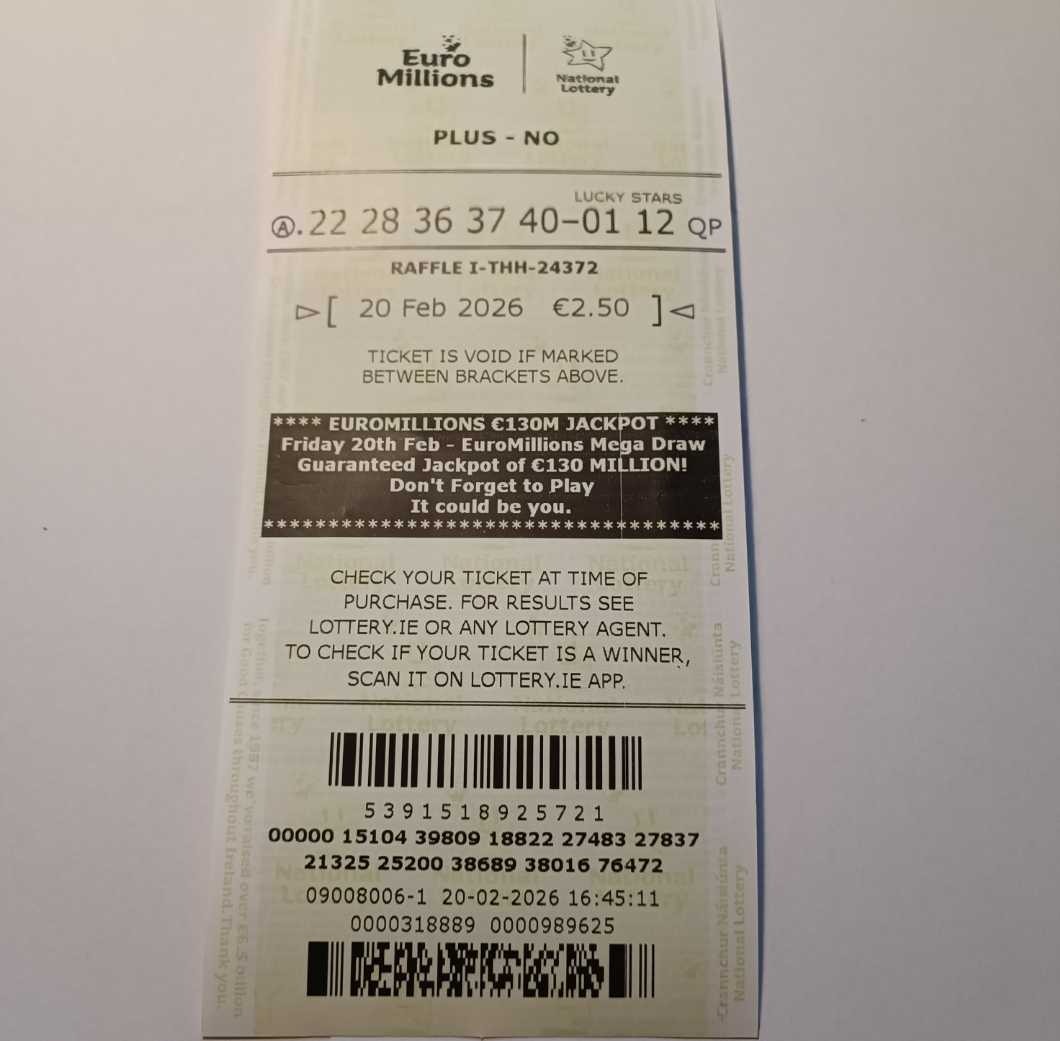 Euro
Millions
National
Lottery
PLUS - NO
LUCKY STARS
Ⓐ.22 28 36 37 40-01 12 QP
RAFFLE I-THH-24372
▷[ 20 Feb 2026 €2.50 ]◁
TICKET IS VOID IF MARKED
BETWEEN BRACKETS ABOVE.
**** EUROMILLIONS €130M JACKPOT ****
Friday 20th Feb - EuroMillions Mega Draw
Guaranteed Jackpot of €130 MILLION!
Don't Forget to Play
It could be you.
***********************************
CHECK YOUR TICKET AT TIME OF
PURCHASE. FOR RESULTS SEE
LOTTERY.IE OR ANY LOTTERY AGENT.
TO CHECK IF YOUR TICKET IS A WINNER,
SCAN IT ON LOTTERY.IE APP.
5391518925721
00000 15104 39809 18822 27483 27837
21325 25200 38689 38016 76472
09008006-1 20-02-2026 16:45:11
0000318889 0000989625
Crannchur Náisiúnta
National Lottery